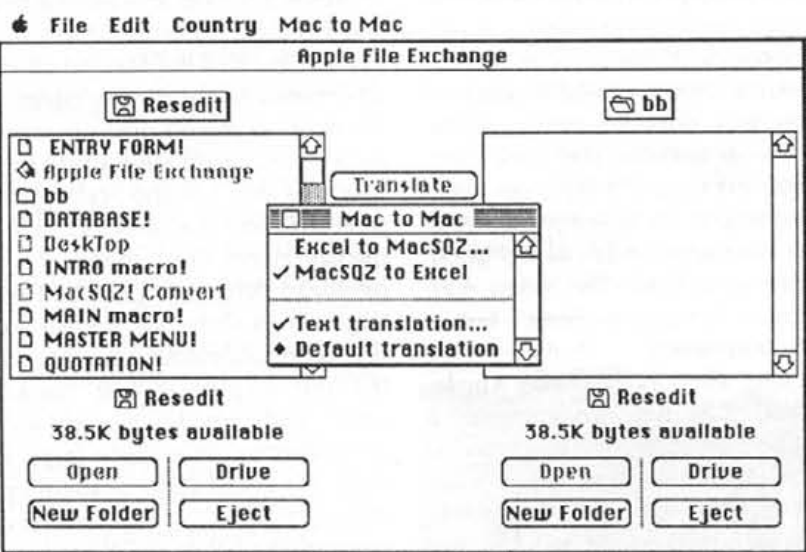 File Edit Country Mac to Mac
Apple File Exchange
Resedit
bb
ENTRY FORM!
Apple File Exchange
bb
DATABASE!
DeskTop
INTRO macro!
MacSQZ! Convert
MAIN macro!
MASTER MENU!
QUOTATION!
Translate
Mac to Mac
Excel to MacSQZ...
MacSQZ to Excel
Text translation...
Default translation
Resedit
38.5K bytes available
Open Drive
New Folder Eject
Resedit
38.5K bytes available
Open Drive
New Folder Eject